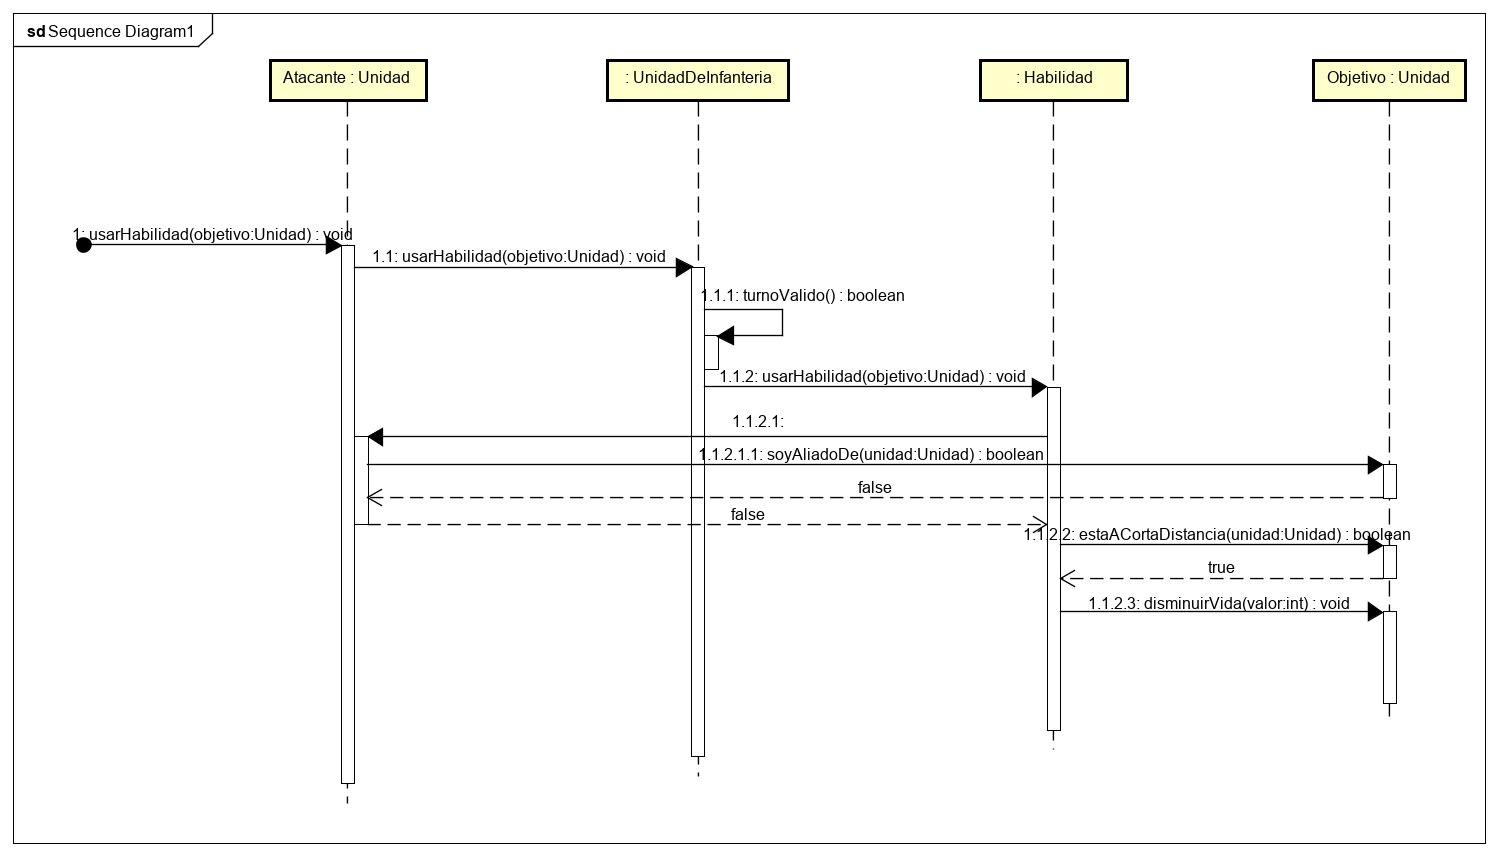 sd Sequence Diagram1
Atacante : Unidad
: UnidadDeInfanteria
: Habilidad
Objetivo : Unidad
1: usarHabilidad(objetivo:Unidad) : void
1.1: usarHabilidad(objetivo:Unidad) : void
1.1.1: turnoValido() : boolean
1.1.2: usarHabilidad(objetivo:Unidad) : void
1.1.2.1:
1.1.2.1.1: soyAliadoDe(unidad:Unidad) : boolean
false
false
1.1.2.2: estaACortaDistancia(unidad:Unidad) : boolean
true
1.1.2.3: disminuirVida(valor:int) : void